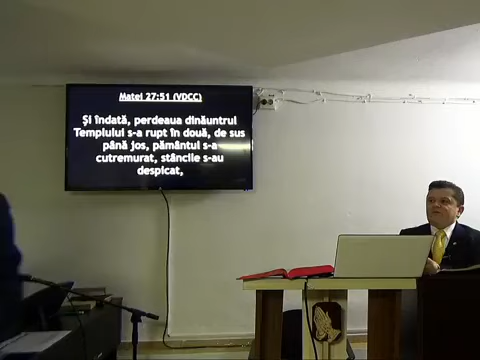 Matei 27:51 (VDCC)
Şi îndată, perdeaua dinăuntrul
Templului s-a rupt în două, de sus
până jos, pământul s-a
cutremurat, stâncile s-au
despicat,